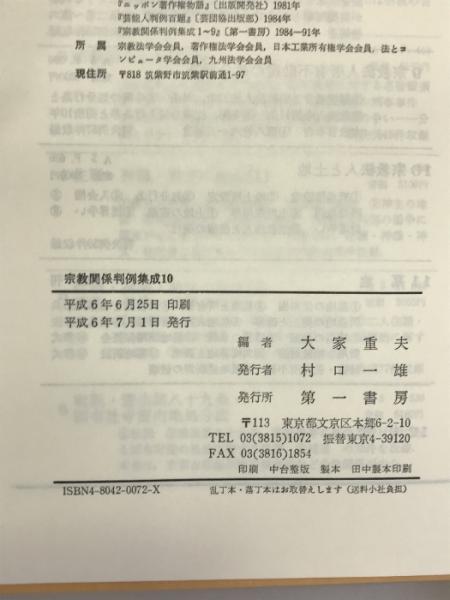 『ニッポン著作権物語』〔出版開発社〕1981年
『芸能人判例百題』〔芸団協出版部〕1984年
『宗教関係判例集成1～9』〔第一書房〕1984―91年
所属 宗教法学会会員，著作権法学会会員，日本工業所有権学会会員，法とコ
ンピュータ学会会員，九州法学会会員
現住所 〒818 筑紫野市筑紫駅前通1-97
宗教関係判例集成10
平成6年6月25日 印刷
平成6年7月1日 発行
編者 大家重夫
発行者 村口一雄
発行所 第一書房
〒113 東京都文京区本郷6-2-10
TEL 03(3815)1072 振替東京4-39120
FAX 03(3816)1854
印刷 中台整版 製本 田中製本印刷
ISBN4-8042-0072-X 乱丁本・落丁本はお取替えします（送料小社負担）